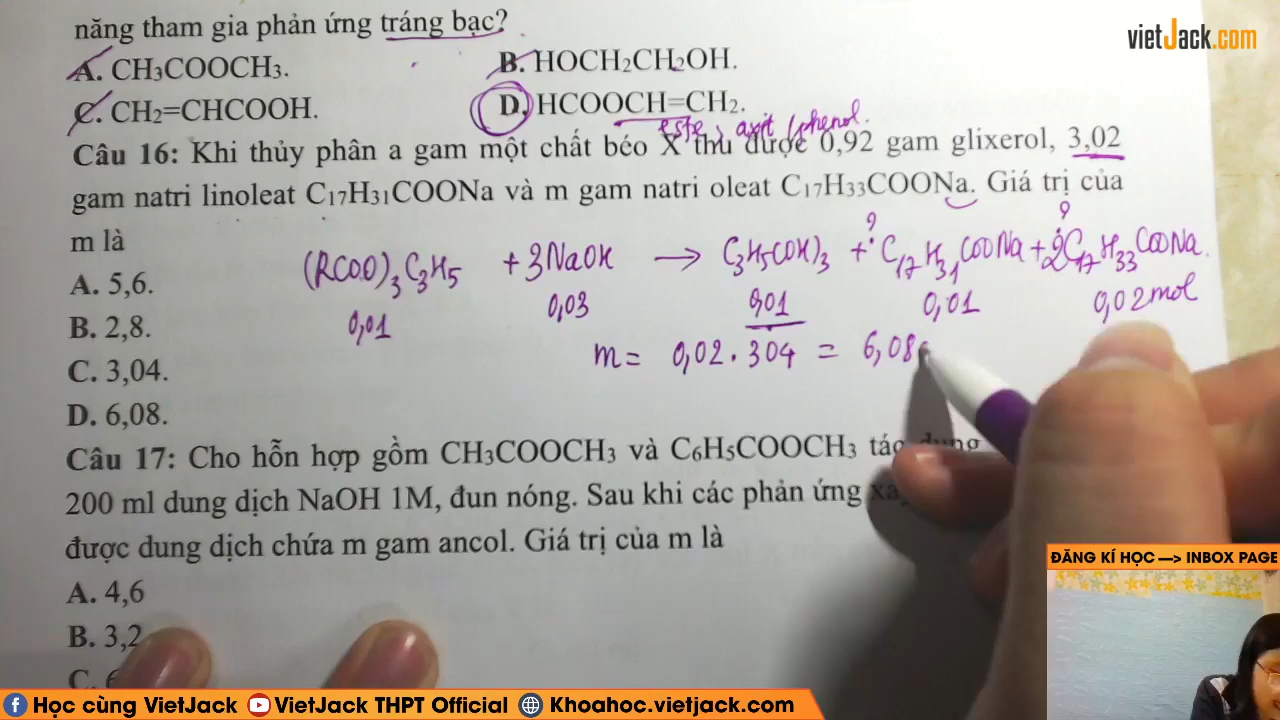 năng tham gia phản ứng tráng bạc?
vietJack.com
A. CH₃COOCH₃.
B. HOCH₂CH₂OH.
C. CH₂=CHCOOH.
D. HCOOCH=CH₂.
este, axit, phenol.
Câu 16: Khi thủy phân a gam một chất béo X thu được 0,92 gam glixerol, 3,02
gam natri linoleat C₁₇H₃₁COONa và m gam natri oleat C₁₇H₃₃COONa. Giá trị của
m là
? ?
(RCOO)₃C₃H₅ + 3NaOH → C₃H₅(OH)₃ + C₁₇H₃₁COONa + 2C₁₇H₃₃COONa.
A. 5,6.
0,01 0,03 0,01 0,01 0,02 mol
B. 2,8.
m = 0,02 . 304 = 6,08
C. 3,04.
D. 6,08.
Câu 17: Cho hỗn hợp gồm CH₃COOCH₃ và C₆H₅COOCH₃ tác dụng
200 ml dung dịch NaOH 1M, đun nóng. Sau khi các phản ứng
được dung dịch chứa m gam ancol. Giá trị của m là
A. 4,6
B. 3,2
C.
ĐĂNG KÍ HỌC —> INBOX PAGE
Học cùng VietJack VietJack THPT Official Khoahoc.vietjack.com